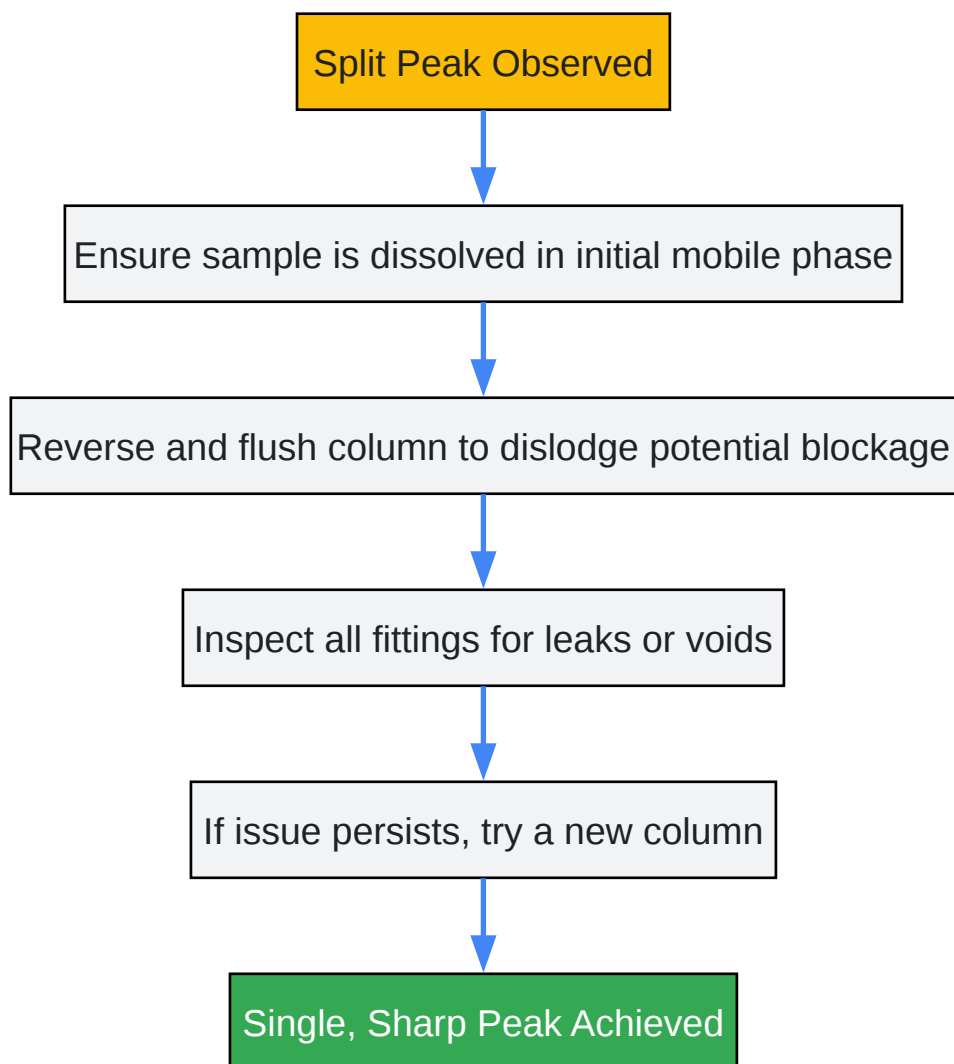 Split Peak Observed
Ensure sample is dissolved in initial mobile phase
Reverse and flush column to dislodge potential blockage
Inspect all fittings for leaks or voids
If issue persists, try a new column
Single, Sharp Peak Achieved